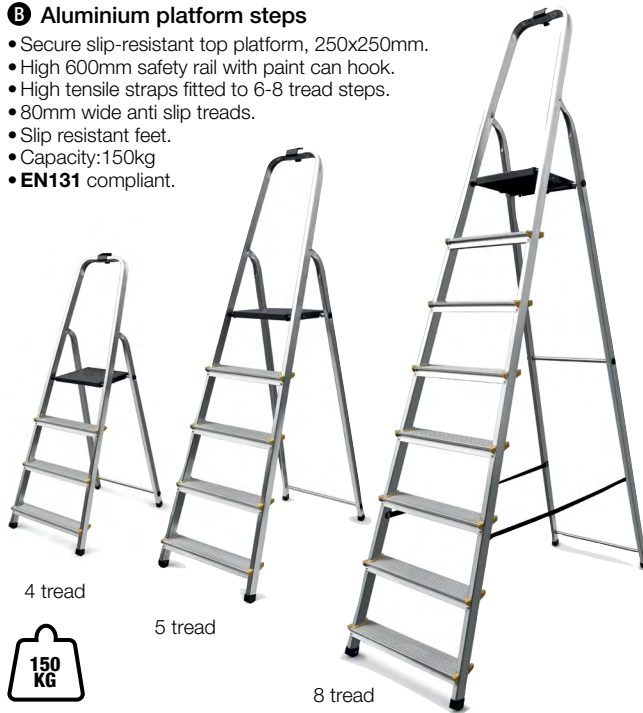 B Aluminium platform steps
• Secure slip-resistant top platform, 250x250mm.
• High 600mm safety rail with paint can hook.
• High tensile straps fitted to 6-8 tread steps.
• 80mm wide anti slip treads.
• Slip resistant feet.
• Capacity:150kg
• EN131 compliant.
4 tread
5 tread
150
KG
8 tread